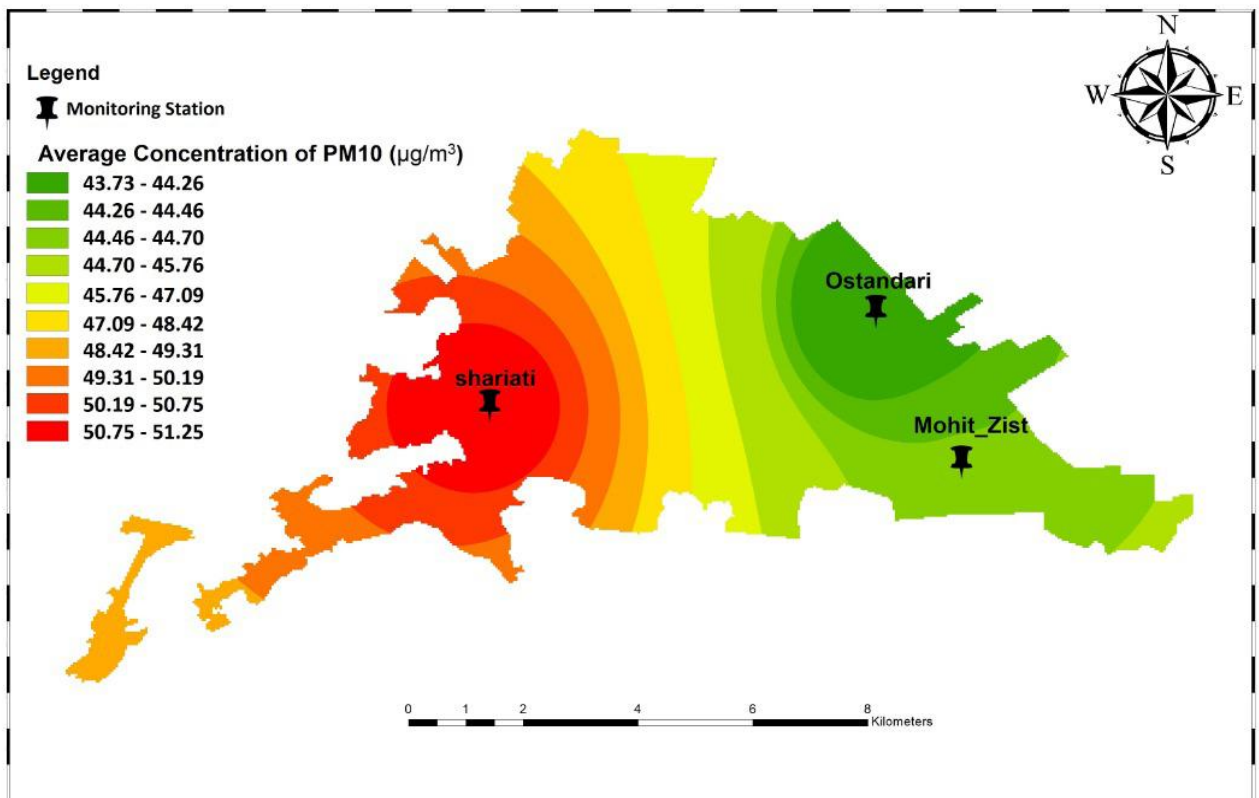 Legend
Monitoring Station
Average Concentration of PM10 (µg/m³)
43.73 - 44.26
44.26 - 44.46
44.46 - 44.70
44.70 - 45.76
45.76 - 47.09
47.09 - 48.42
48.42 - 49.31
49.31 - 50.19
50.19 - 50.75
50.75 - 51.25
N
W E
S
Ostandari
shariati
Mohit_Zist
0 1 2 4 6 8
Kilometers